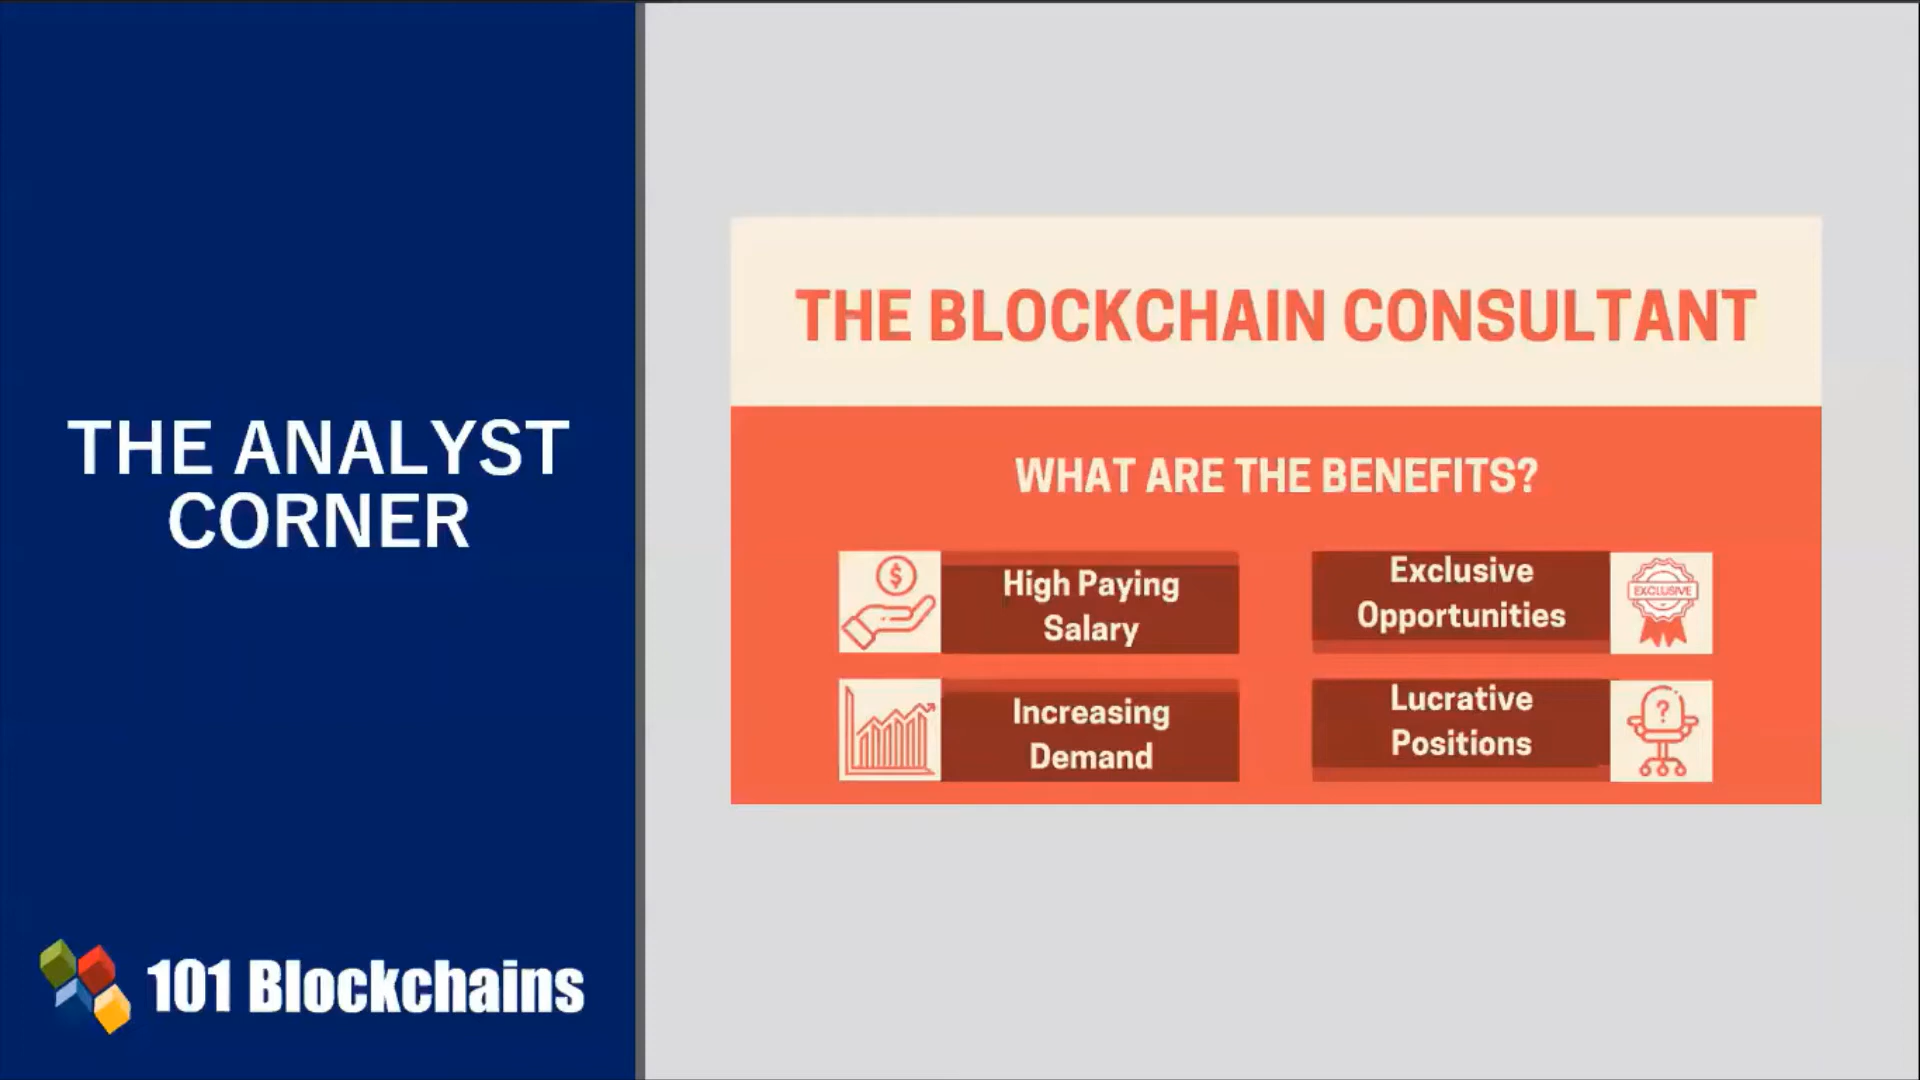 THE ANALYST
CORNER
101 Blockchains
THE BLOCKCHAIN CONSULTANT
WHAT ARE THE BENEFITS?
$
High Paying
Salary
Exclusive
Opportunities
EXCLUSIVE
Increasing
Demand
Lucrative
Positions
?